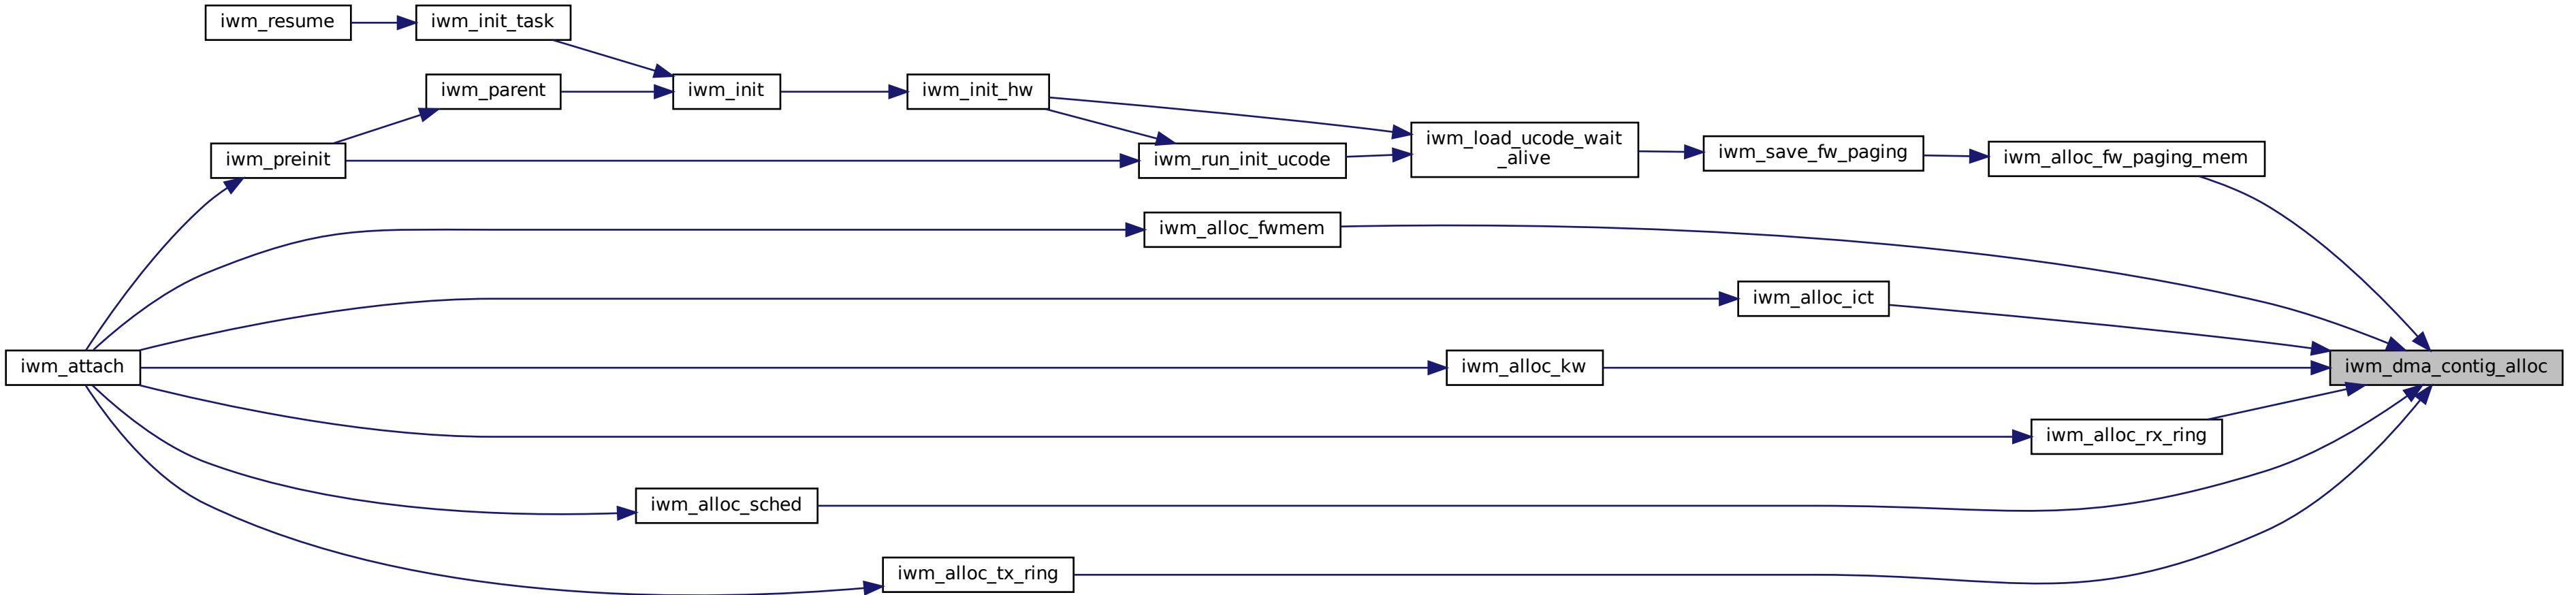 iwm_resume
iwm_init_task
iwm_parent
iwm_init
iwm_init_hw
iwm_load_ucode_wait
_alive
iwm_save_fw_paging
iwm_alloc_fw_paging_mem
iwm_preinit
iwm_run_init_ucode
iwm_alloc_fwmem
iwm_alloc_ict
iwm_attach
iwm_alloc_kw
iwm_dma_contig_alloc
iwm_alloc_rx_ring
iwm_alloc_sched
iwm_alloc_tx_ring